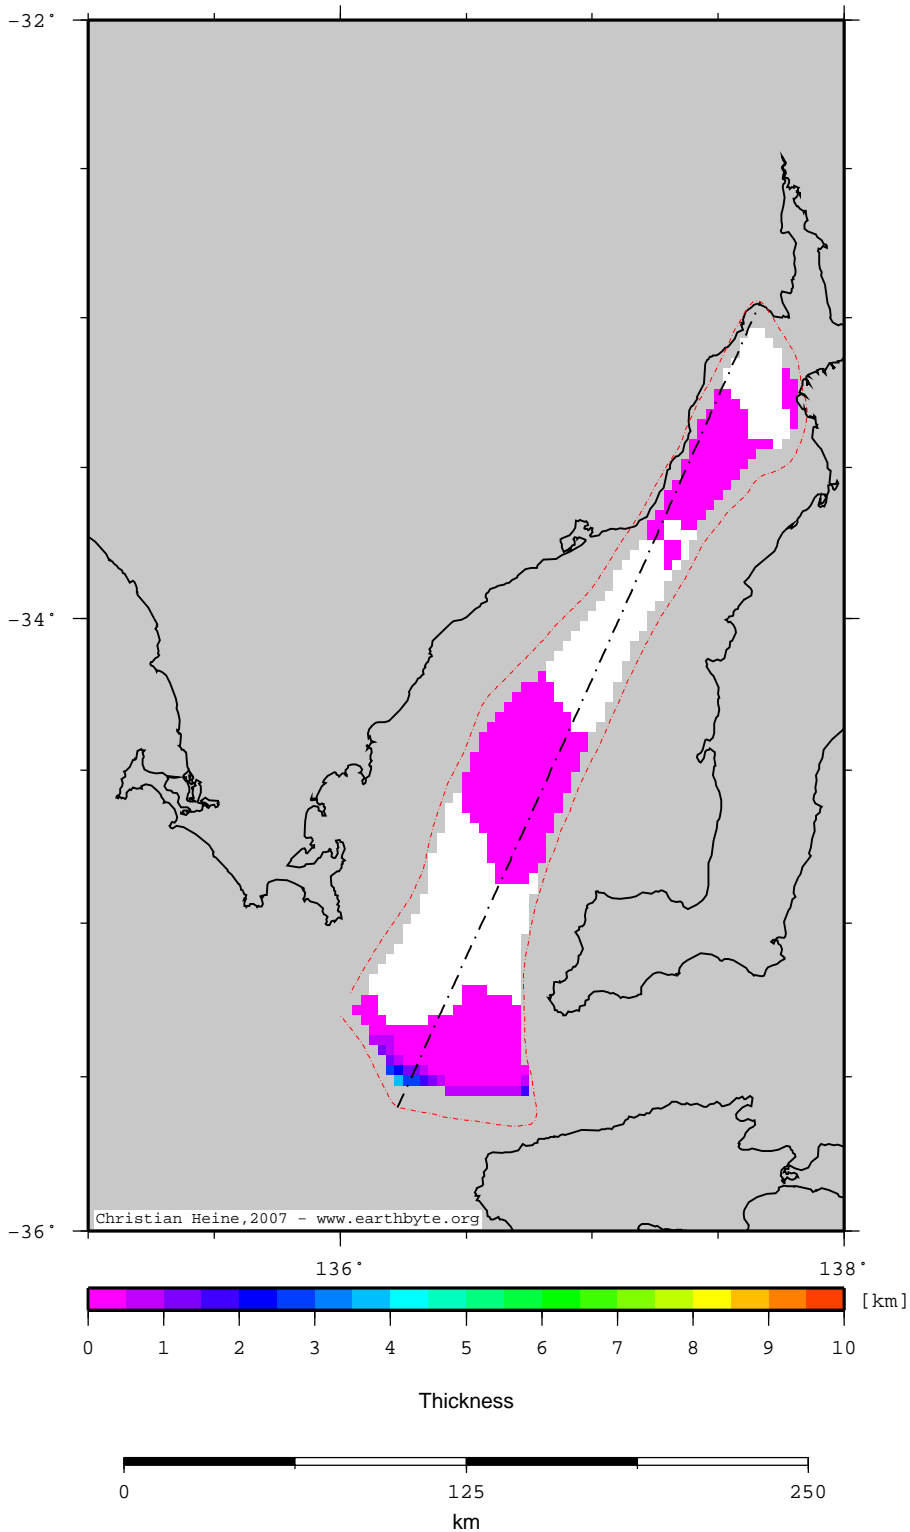 −32°
−34°
−36°
Christian Heine,2007 - www.earthbyte.org
136° 138°
[km]
0 1 2 3 4 5 6 7 8 9 10
Thickness
0 125 250
km